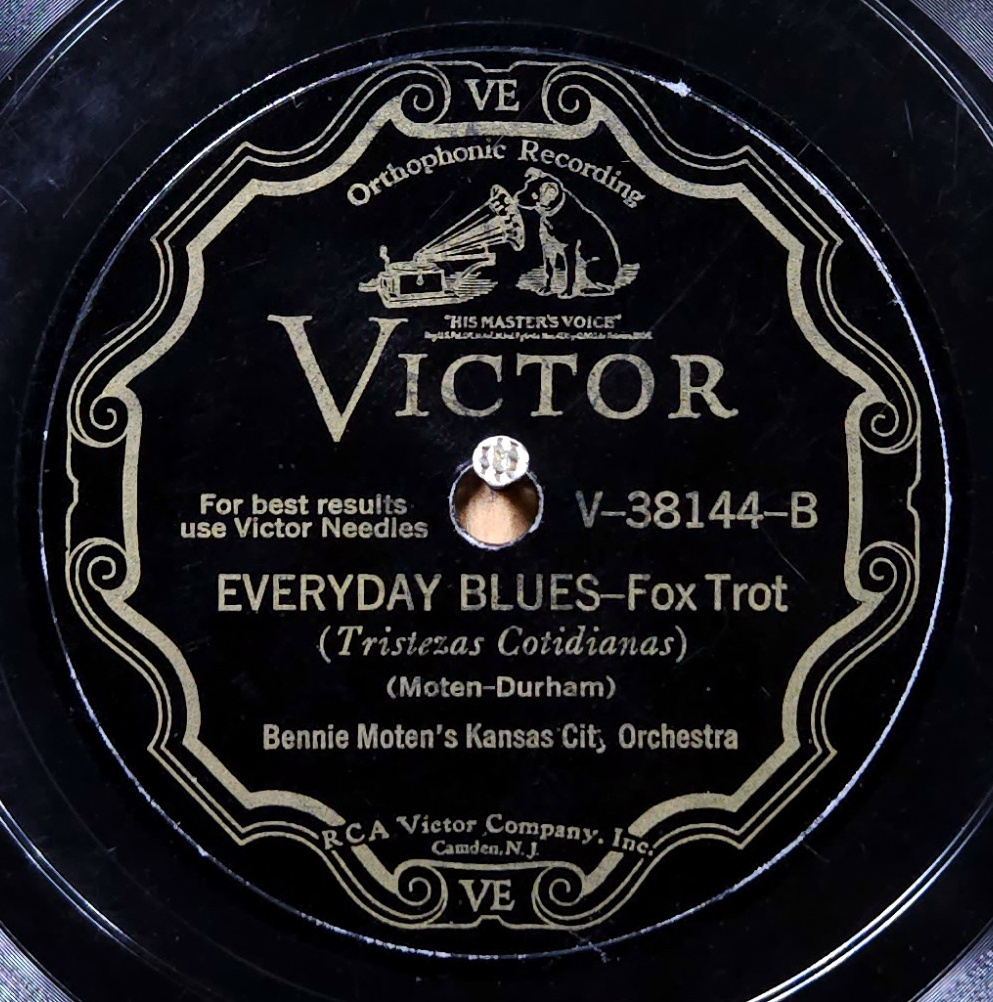 VE
Orthophonic Recording
"HIS MASTER'S VOICE"
VICTOR
For best results
use Victor Needles
V-38144-B
EVERYDAY BLUES-Fox Trot
(Tristezas Cotidianas)
(Moten-Durham)
Bennie Moten's Kansas City Orchestra
RCA Victor Company, Inc.
Camden, N. J.
VE